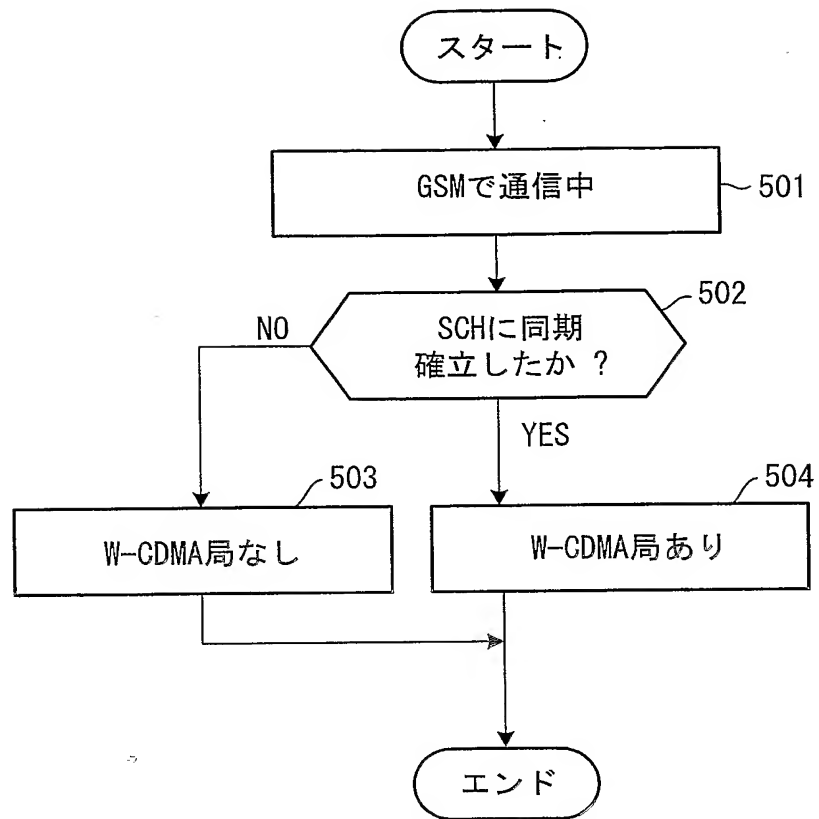 スタート
GSMで通信中
501
502
SCHに同期
確立したか ?
NO
YES
503
504
W-CDMA局なし
W-CDMA局あり
エンド